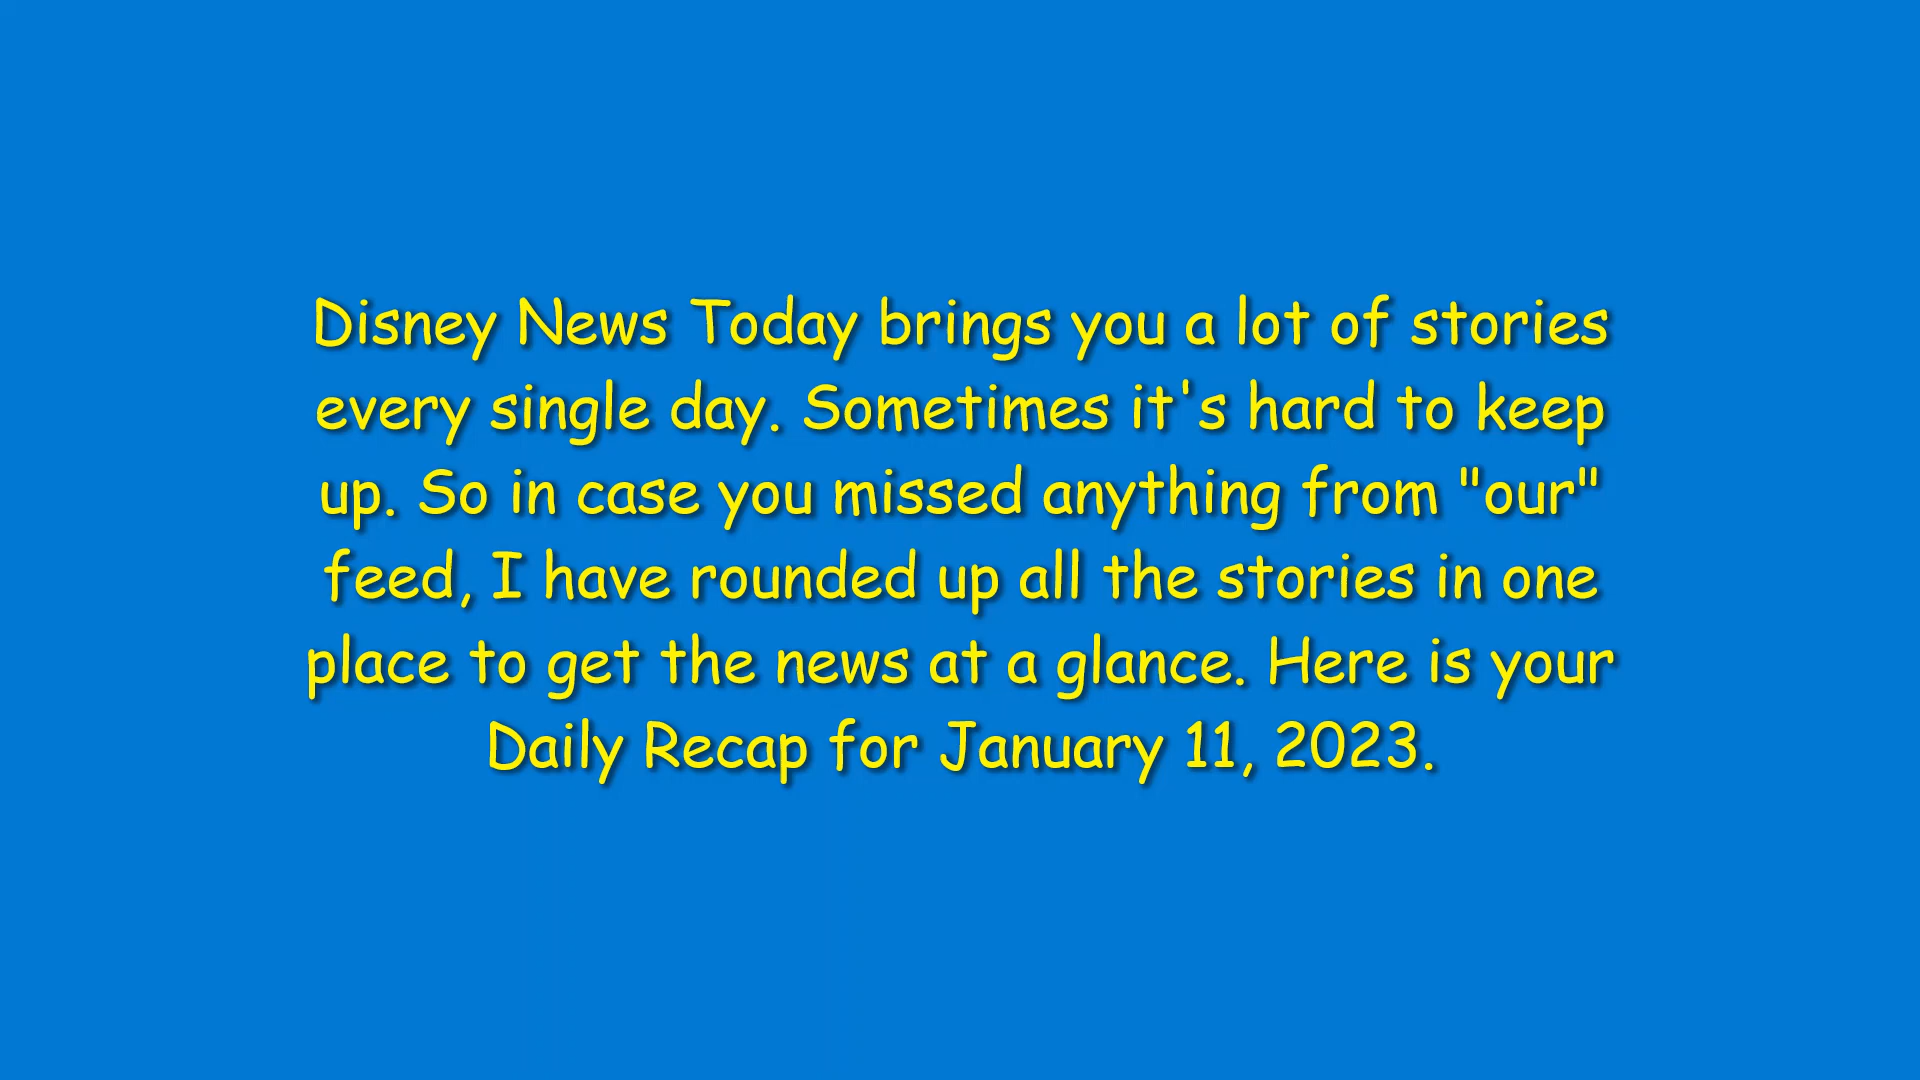 Disney News Today brings you a lot of stories
every single day. Sometimes it's hard to keep
up. So in case you missed anything from "our"
feed, I have rounded up all the stories in one
place to get the news at a glance. Here is your
Daily Recap for January 11, 2023.